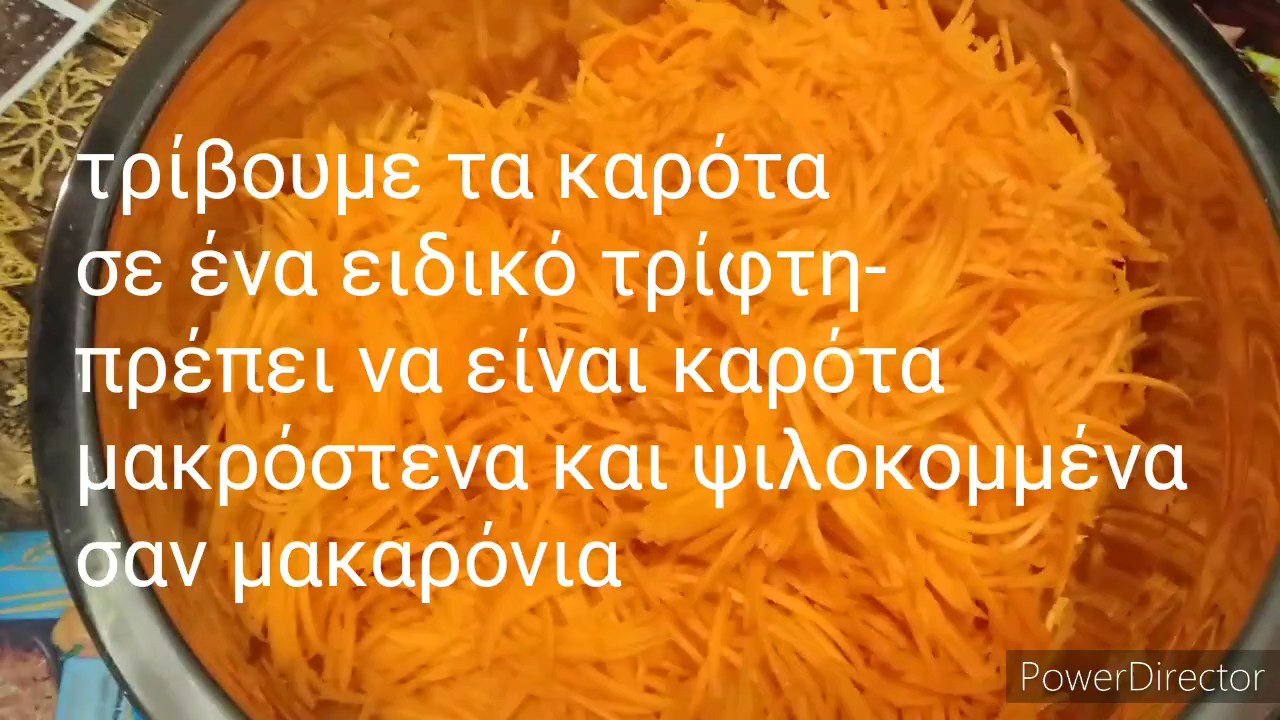 τρίβουμε τα καρότα
σε ένα ειδικό τρίφτη-
πρέπει να είναι καρότα
μακρόστενα και ψιλοκομμένα
σαν μακαρόνια
PowerDirector